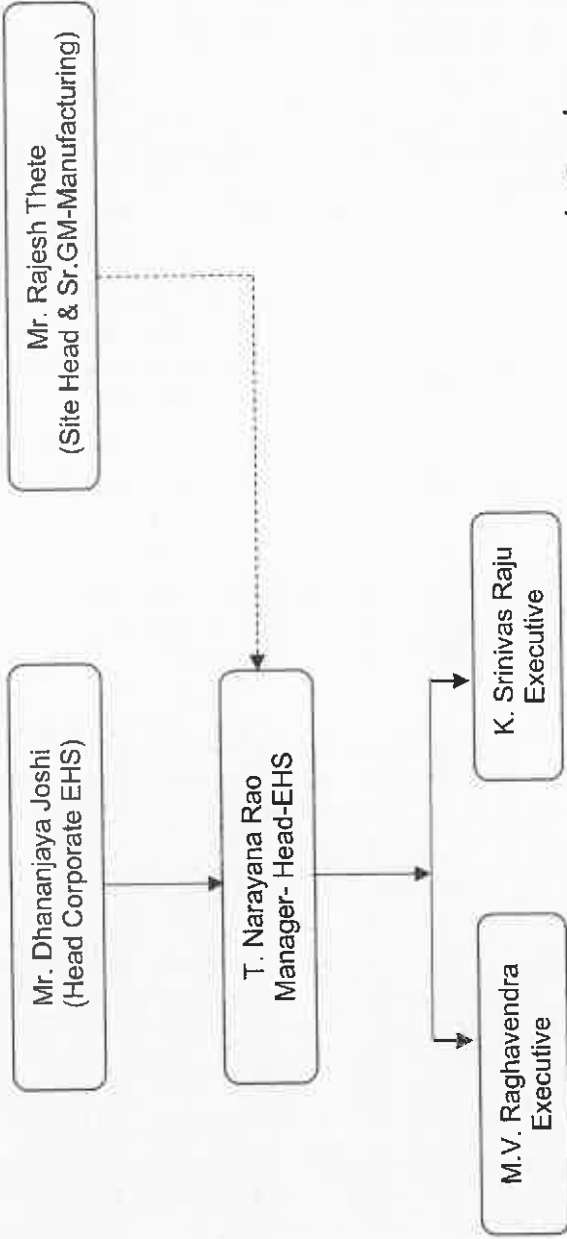 Mr. Dhananjaya Joshi
(Head Corporate EHS)
Mr. Rajesh Thete
(Site Head & Sr.GM-Manufacturing)
T. Narayana Rao
Manager- Head-EHS
M.V. Raghavendra
Executive
K. Srinivas Raju
Executive